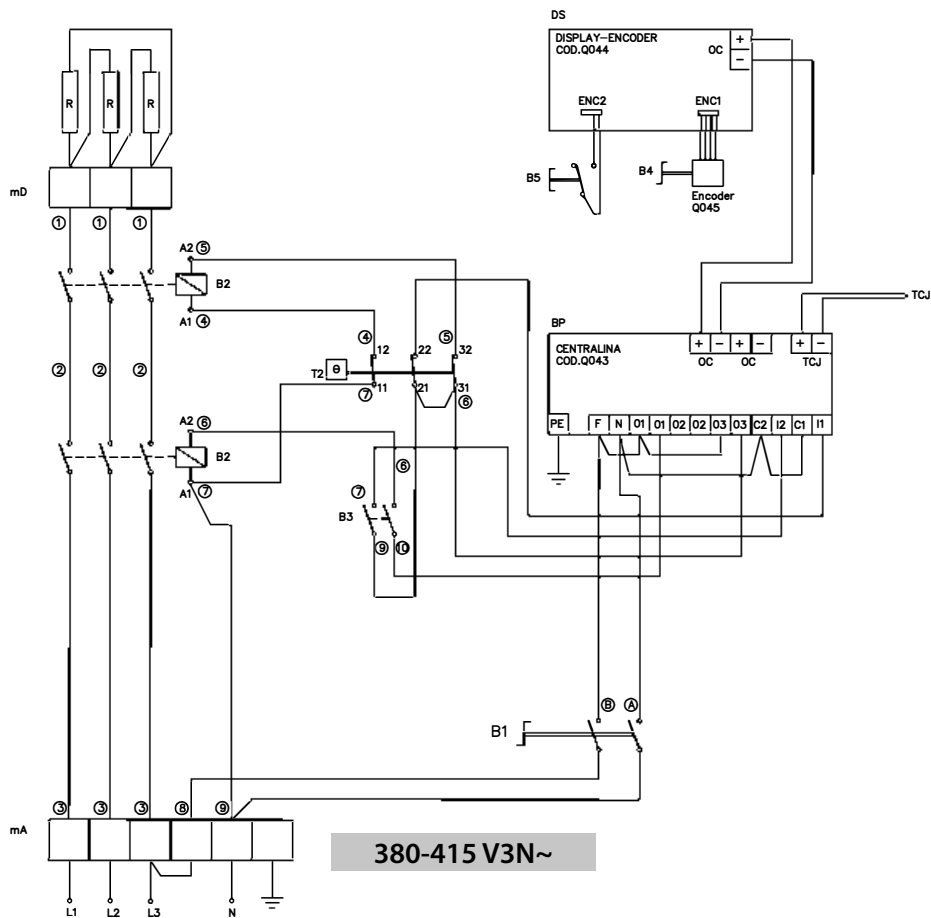 DS
DISPLAY-ENCODER
COD.Q044
OC
+
-
ENC2
ENC1
B5
B4
Encoder
Q045
R R R
mD
① ① ①
A2 ⑤
B2
A1 ④
② ② ②
④ 12 22 ⑤ 32
T2 θ
⑦ 11 21 31
⑥
TCJ
BP
CENTRALINA
COD.Q043
+ - + - + -
OC OC TCJ
PE F N 01 01 02 02 03 03 C2 I2 C1 I1
A2 ⑥
B2
A1 ⑦
⑥
⑦
B3
⑨ ⑩
B1
Ⓑ Ⓐ
③ ③ ③ ⑧ ⑨
mA
380-415 V3N~
L1 L2 L3 N